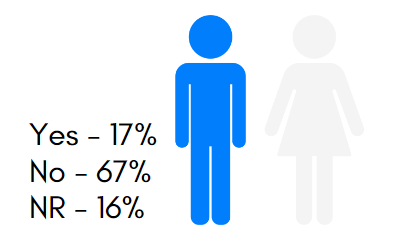 Yes – 17%
No – 67%
NR – 16%